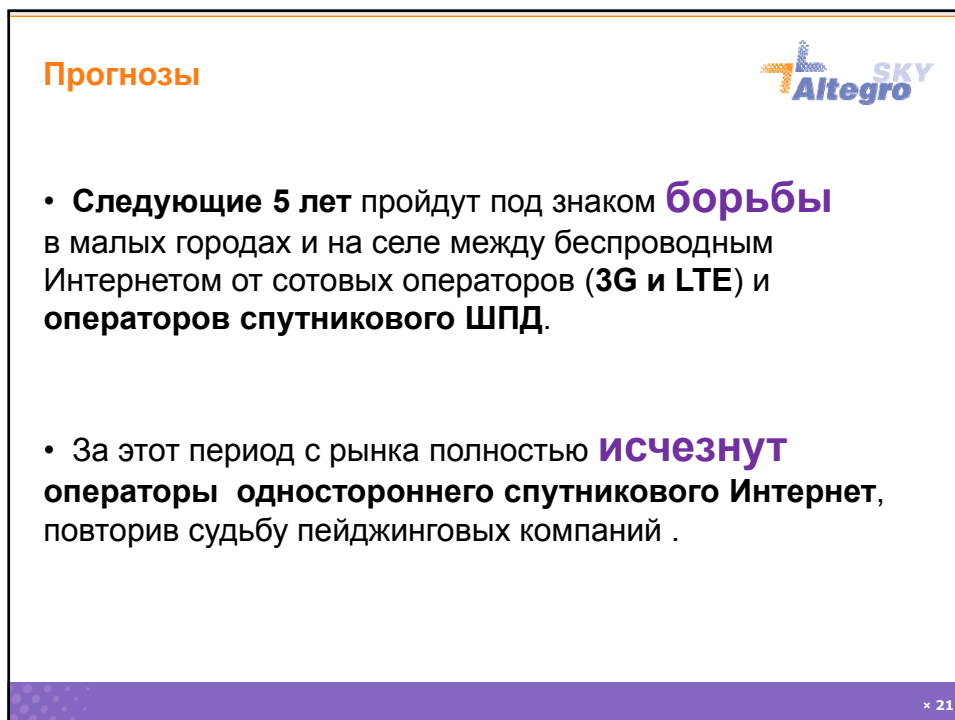 Прогнозы
Altegro SKY
• Следующие 5 лет пройдут под знаком борьбы
в малых городах и на селе между беспроводным
Интернетом от сотовых операторов (3G и LTE) и
операторов спутникового ШПД.
• За этот период с рынка полностью исчезнут
операторы одностороннего спутникового Интернет,
повторив судьбу пейджинговых компаний .
× 21